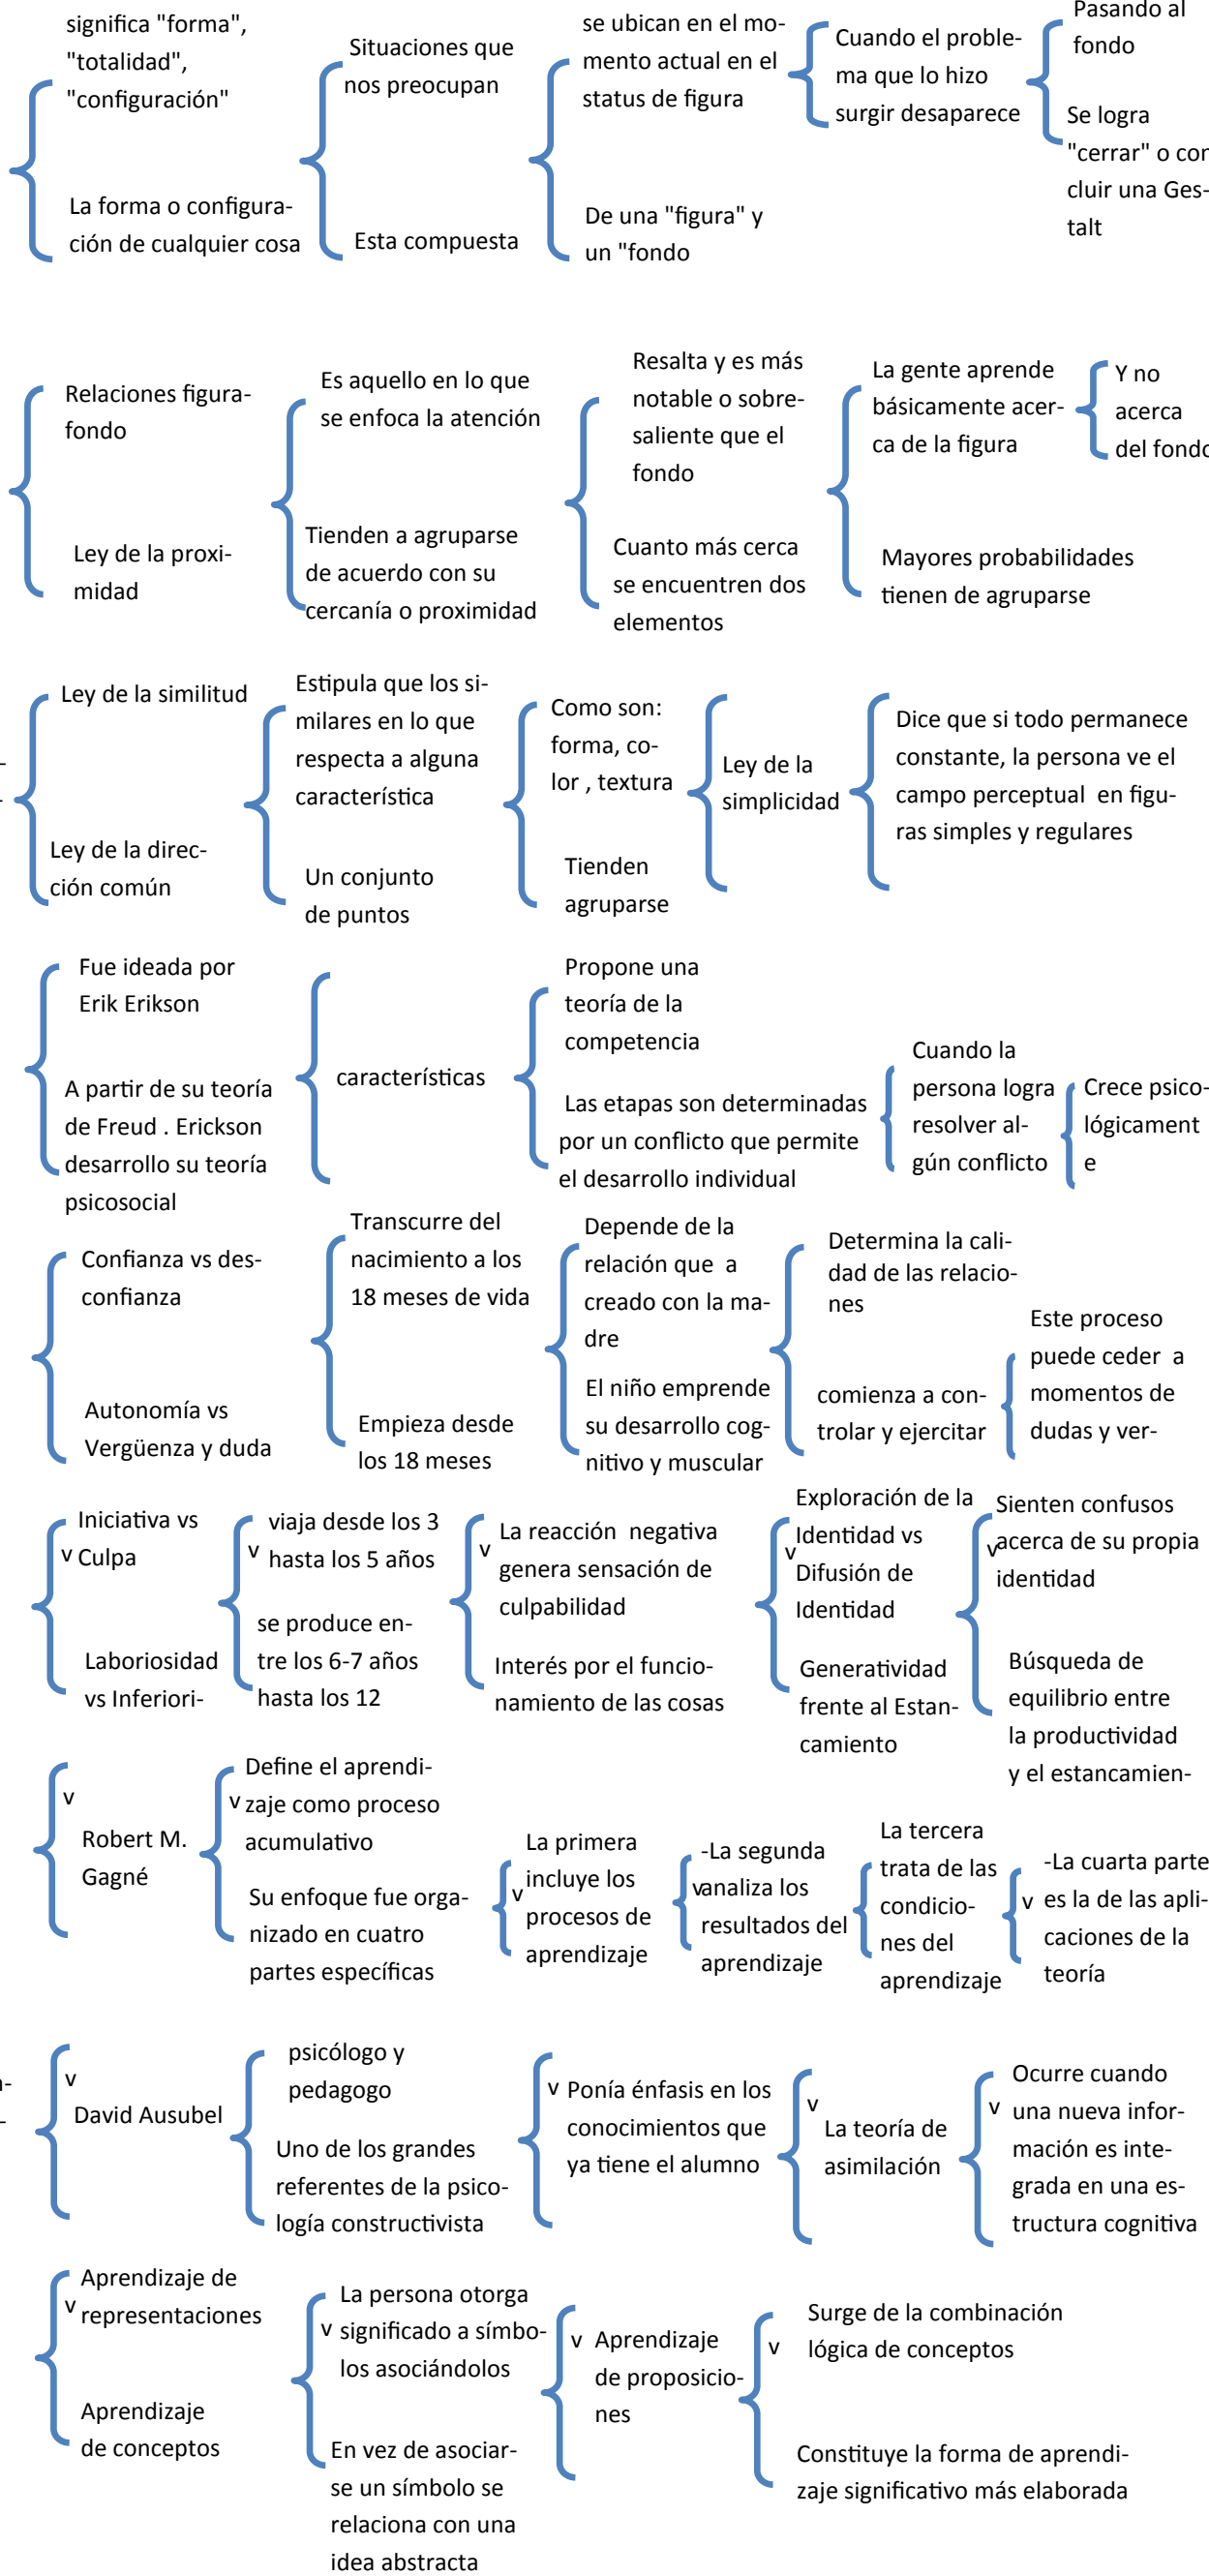 significa "forma",
"totalidad",
"configuración"
La forma o configura-
ción de cualquier cosa
Situaciones que
nos preocupan
Esta compuesta
se ubican en el mo-
mento actual en el
status de figura
De una "figura" y
un "fondo
Cuando el proble-
ma que lo hizo
surgir desaparece
Pasando al
fondo
Se logra
"cerrar" o con
cluir una Ges-
talt
Relaciones figura-
fondo
Ley de la proxi-
midad
Es aquello en lo que
se enfoca la atención
Tienden a agruparse
de acuerdo con su
cercanía o proximidad
Resalta y es más
notable o sobre-
saliente que el
fondo
Cuanto más cerca
se encuentren dos
elementos
La gente aprende
básicamente acer-
ca de la figura
Mayores probabilidades
tienen de agruparse
Y no
acerca
del fondo
Ley de la similitud
Ley de la direc-
ción común
Estipula que los si-
milares en lo que
respecta a alguna
característica
Un conjunto
de puntos
Como son:
forma, co-
lor , textura
Tienden
agruparse
Ley de la
simplicidad
Dice que si todo permanece
constante, la persona ve el
campo perceptual en figu-
ras simples y regulares
Fue ideada por
Erik Erikson
A partir de su teoría
de Freud . Erickson
desarrollo su teoría
psicosocial
características
Propone una
teoría de la
competencia
Las etapas son determinadas
por un conflicto que permite
el desarrollo individual
Cuando la
persona logra
resolver al-
gún conflicto
Crece psico-
lógicament
e
Confianza vs des-
confianza
Autonomía vs
Vergüenza y duda
Transcurre del
nacimiento a los
18 meses de vida
Empieza desde
los 18 meses
Depende de la
relación que a
creado con la ma-
dre
El niño emprende
su desarrollo cog-
nitivo y muscular
Determina la cali-
dad de las relacio-
nes
comienza a con-
trolar y ejercitar
Este proceso
puede ceder a
momentos de
dudas y ver-
Iniciativa vs
v Culpa
Laboriosidad
vs Inferiori-
viaja desde los 3
v hasta los 5 años
se produce en-
tre los 6-7 años
hasta los 12
v La reacción negativa
genera sensación de
culpabilidad
Interés por el funcio-
namiento de las cosas
Exploración de la
v Identidad vs
Difusión de
Identidad
Generatividad
frente al Estan-
camiento
Sienten confusos
v acerca de su propia
identidad
Búsqueda de
equilibrio entre
la productividad
y el estancamien-
v
Robert M.
Gagné
Define el aprendi-
v zaje como proceso
acumulativo
Su enfoque fue orga-
nizado en cuatro
partes específicas
La primera
v incluye los
procesos de
aprendizaje
-La segunda
v analiza los
resultados del
aprendizaje
La tercera
trata de las
condicio-
nes del
aprendizaje
-La cuarta parte
v es la de las apli-
caciones de la
teoría
v
David Ausubel
psicólogo y
pedagogo
Uno de los grandes
referentes de la psico-
logía constructivista
v Ponía énfasis en los
conocimientos que
ya tiene el alumno
v
La teoría de
asimilación
Ocurre cuando
v una nueva infor-
mación es inte-
grada en una es-
tructura cognitiva
Aprendizaje de
v representaciones
Aprendizaje
de conceptos
La persona otorga
v significado a símbo-
los asociándolos
En vez de asociar-
se un símbolo se
relaciona con una
idea abstracta
v Aprendizaje
de proposicio-
nes
Surge de la combinación
v lógica de conceptos
Constituye la forma de aprendi-
zaje significativo más elaborada